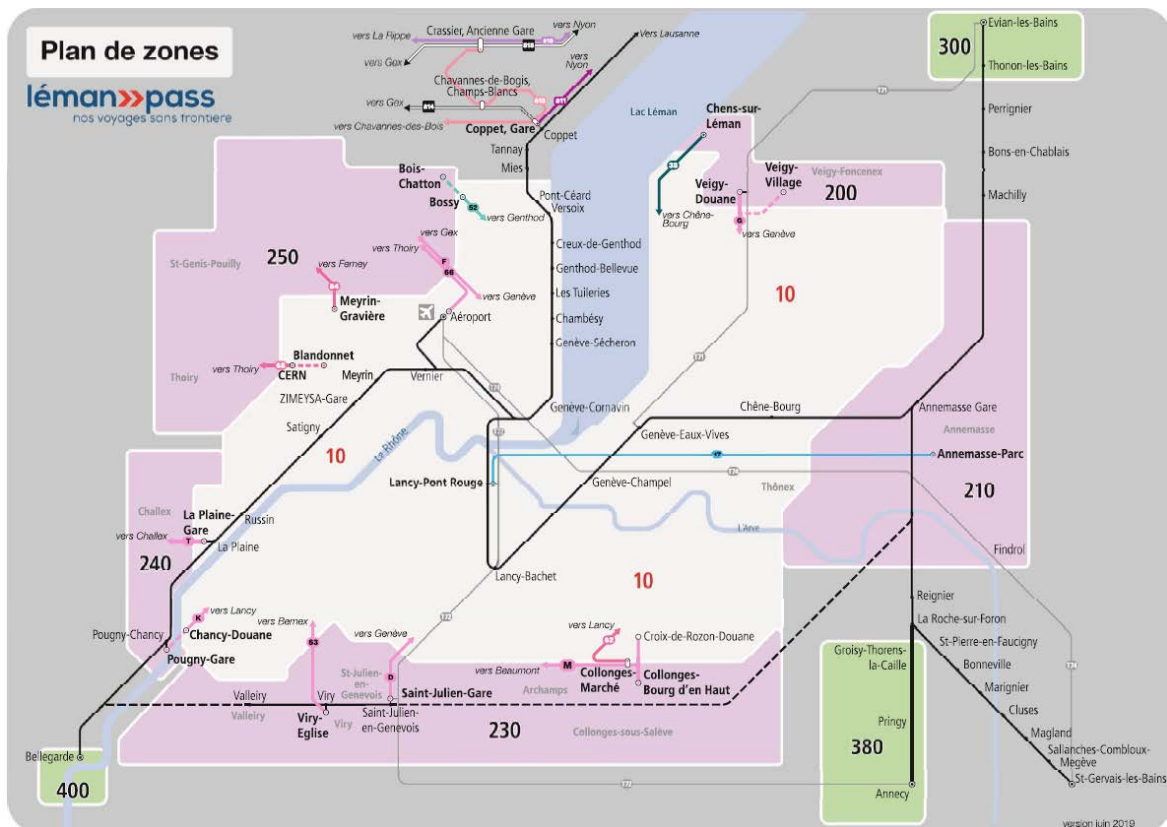 Plan de zones
léman pass
nos voyages sans frontière
vers La Rippe
Crassier, Ancienne Gare
vers Nyon
vers Gex
810
Vers Lausanne
vers Nyon
Chavannes-de-Bogis,
Champs-Blancs
vers Gex
814
811
vers Chavannes-des-Bois
Coppet, Gare
Coppet
Tannay
Mies
Pont-Céard
Versoix
Creux-de-Genthod
Genthod-Bellevue
Les Tuileries
Chambésy
Genève-Sécheron
Genève-Cornavin
Lac Léman
Chens-sur-
Léman
vers Chêne-
Bourg
Veigy-
Douane
Veigy-
Village
Veigy-Foncenex
200
G
vers Genève
300
Evian-les-Bains
Thonon-les-Bains
Perrignier
Bons-en-Chablais
Machilly
Bois-
Chatton
Bossy
52
vers Genthod
250
St-Genis-Pouilly
vers Gex
vers Thoiry
F
66
vers Genève
vers Ferney
Meyrin-
Gravière
Aéroport
10
Blandonnet
vers Thoiry
CERN
Thoiry
Meyrin
Vernier
ZIMEYSA-Gare
Satigny
10
Le Rhône
Chêne-Bourg
Genève-Eaux-Vives
Annemasse Gare
Annemasse
Annemasse-Parc
17
Lancy-Pont Rouge
Genève-Champel
Thônex
210
L'Arve
Findrol
Challex
La Plaine-
Gare
Russin
vers Challex
T
La Plaine
240
Lancy-Bachet
10
vers Lancy
K
Pougny-Chancy
Chancy-Douane
Pougny-Gare
vers Bernex
63
vers Genève
D
St-Julien-
en-
Genevois
Saint-Julien-Gare
Saint-Julien-
en-Genevois
vers Lancy
Croix-de-Rozon-Douane
vers Beaumont
M
Archamps
Collonges-
Marché
Collonges-
Bourg d'en Haut
Valleiry
Valleiry
Viry
Viry
Viry-
Eglise
230
Collonges-sous-Salève
Bellegarde
400
Reignier
La Roche-sur-Foron
Groisy-Thorens-
la-Caille
St-Pierre-en-Faucigny
Bonneville
Marignier
Cluses
Magland
Sallanches-Combloux-
Megève
St-Gervais-les-Bains
Pringy
380
Annecy
version juin 2019